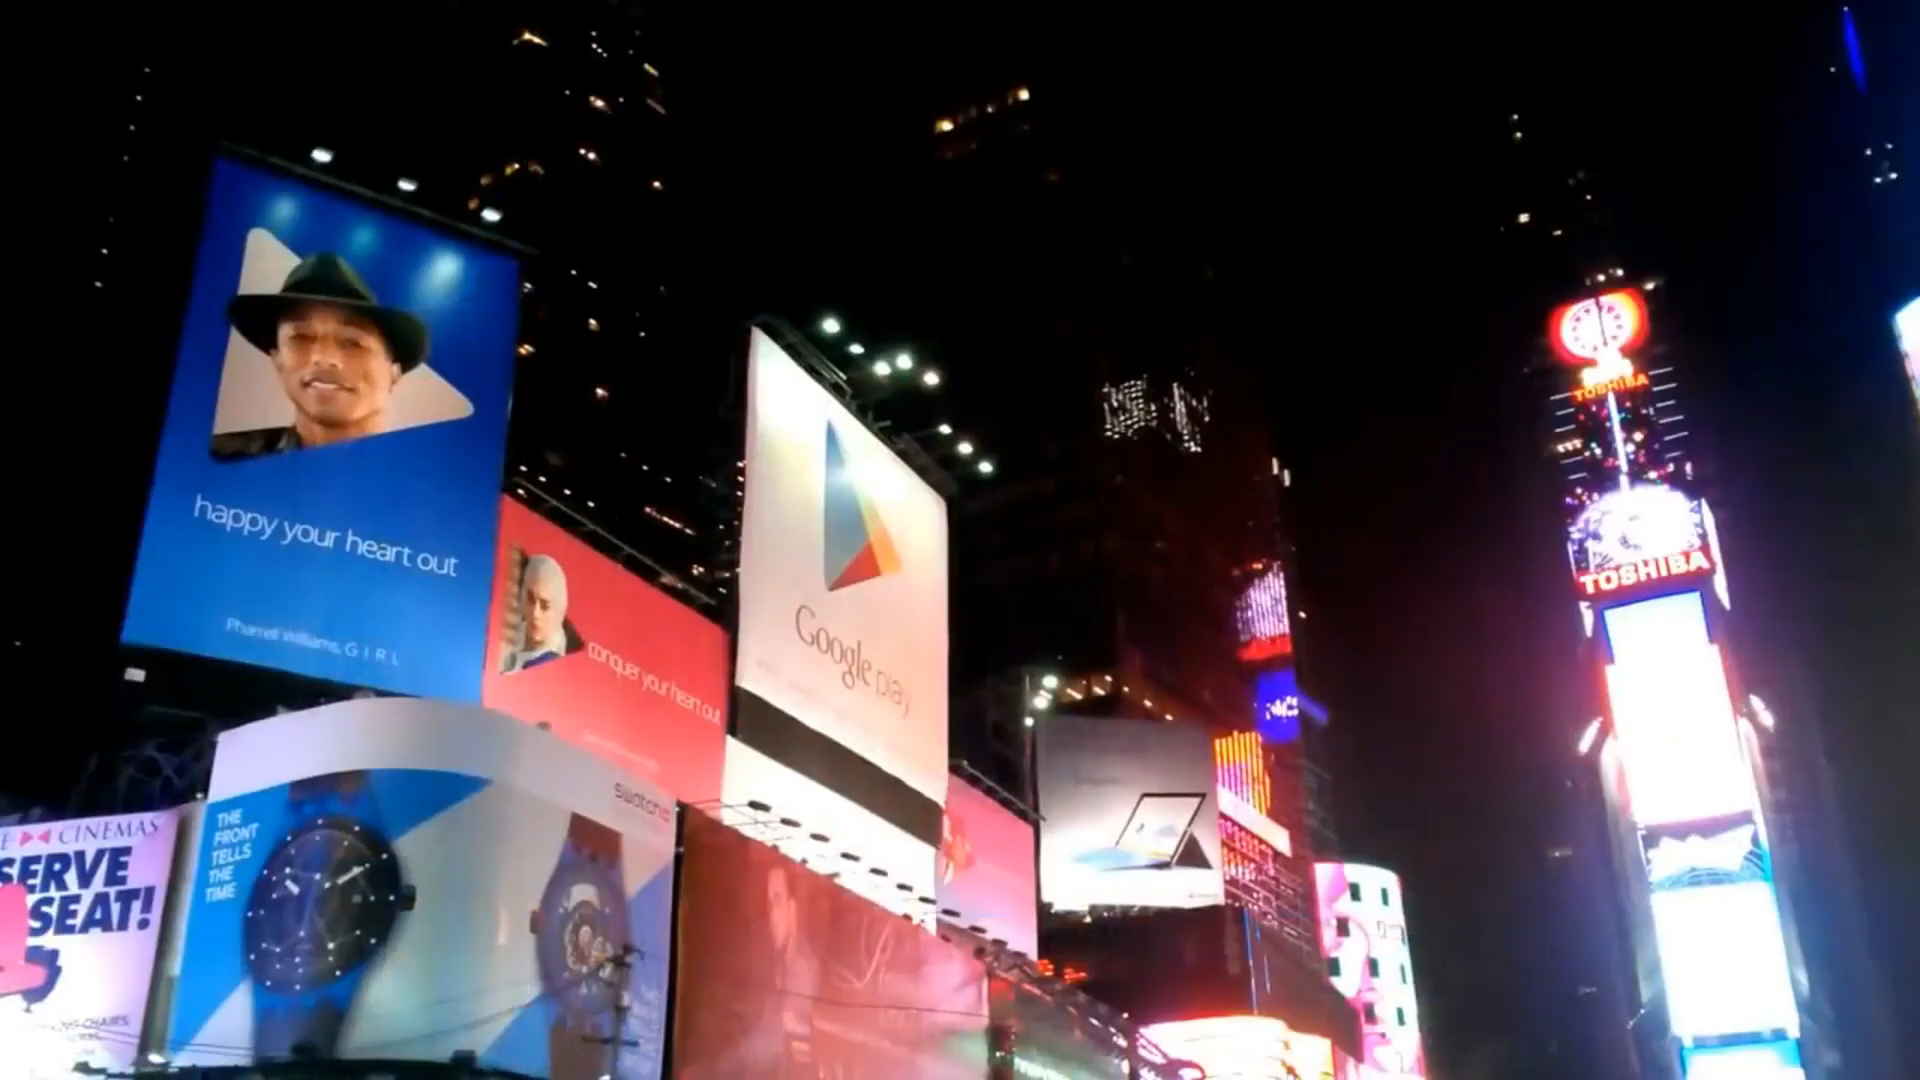 happy your heart out
Pharrell Williams, G I R L
conquer your heart out
Google play
swatch
THE
FRONT
TELLS
THE
TIME
CINEMAS
SERVE
SEAT!
CHAIRS,
TOSHIBA
TOSHIBA